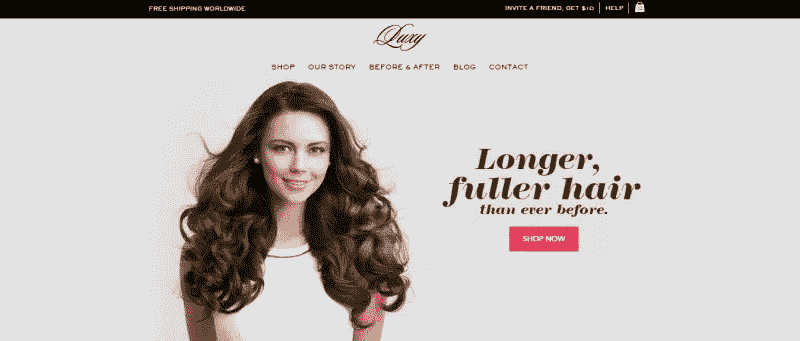 FREE SHIPPING WORLDWIDE
INVITE A FRIEND, GET $10 | HELP
Luxy
SHOP OUR STORY BEFORE & AFTER BLOG CONTACT
Longer,
fuller hair
than ever before.
SHOP NOW